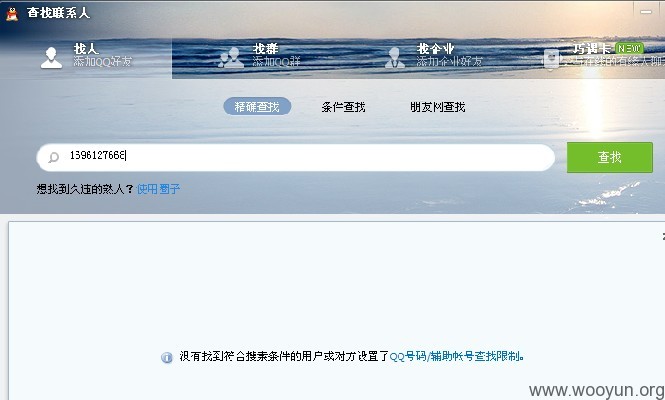 查找联系人
找人 找群 找企业 巧遇卡 NEW
添加QQ好友 添加QQ群 添加企业好友
精确查找 条件查找 朋友网查找
1396127666 查找
想找到久违的熟人？使用圈子
没有找到符合搜索条件的用户或对方设置了QQ号码/辅助帐号查找限制。
www.wooyun.org